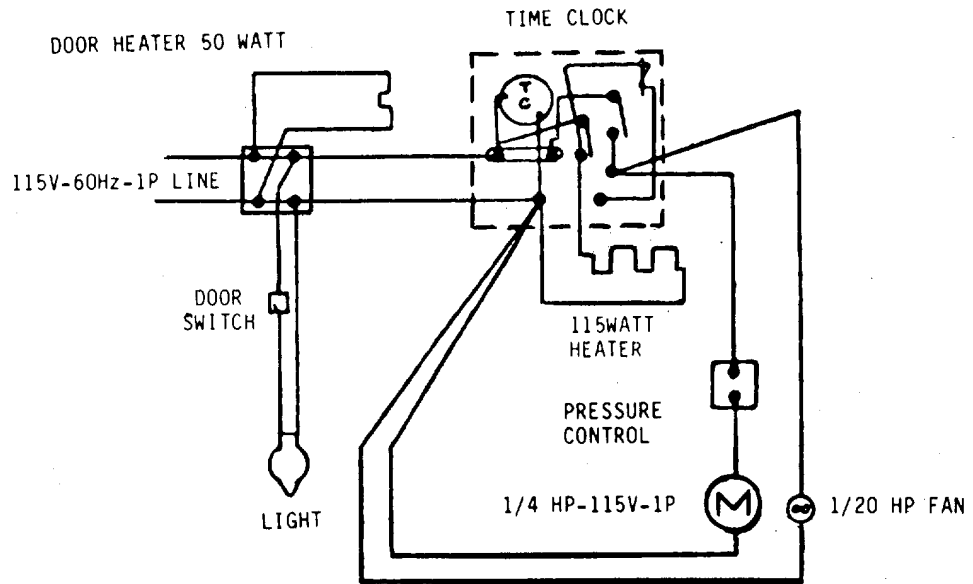 TIME CLOCK
DOOR HEATER 50 WATT
T
C
115V-60Hz-1P LINE
DOOR
SWITCH
115WATT
HEATER
PRESSURE
CONTROL
1/4 HP-115V-1P
M
1/20 HP FAN
LIGHT